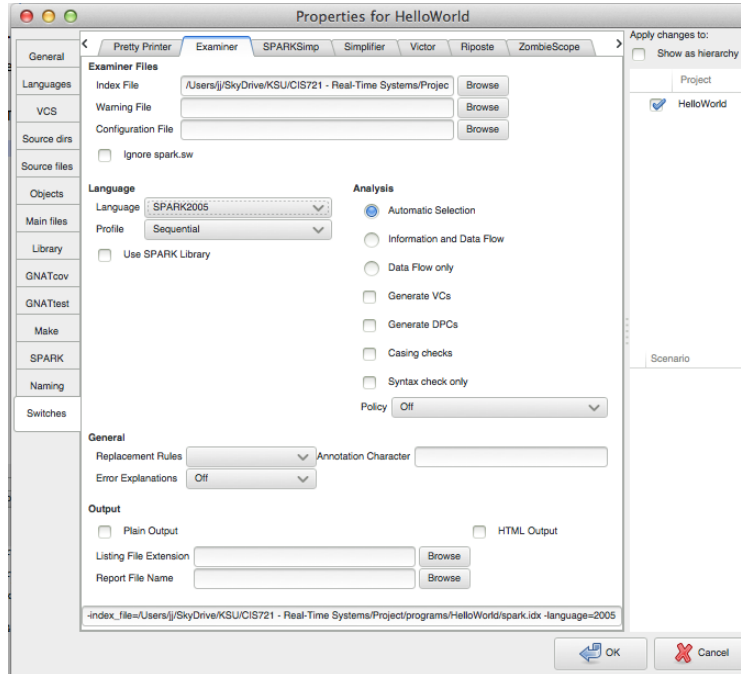 Properties for HelloWorld
General
Languages
VCS
Source dirs
Source files
Objects
Main files
Library
GNATcov
GNATtest
Make
SPARK
Naming
Switches
Pretty Printer Examiner SPARKSimp Simplifier Victor Riposte ZombieScope
Examiner Files
Index File /Users/jj/SkyDrive/KSU/CIS721 - Real-Time Systems/Projec Browse
Warning File Browse
Configuration File Browse
Ignore spark.sw
Language
Language SPARK2005
Profile Sequential
Use SPARK Library
Analysis
Automatic Selection
Information and Data Flow
Data Flow only
Generate VCs
Generate DPCs
Casing checks
Syntax check only
Policy Off
General
Replacement Rules Annotation Character
Error Explanations Off
Output
Plain Output HTML Output
Listing File Extension Browse
Report File Name Browse
-index_file=/Users/jj/SkyDrive/KSU/CIS721 - Real-Time Systems/Project/programs/HelloWorld/spark.idx -language=2005
Apply changes to:
Show as hierarchy
Project
HelloWorld
Scenario
OK Cancel